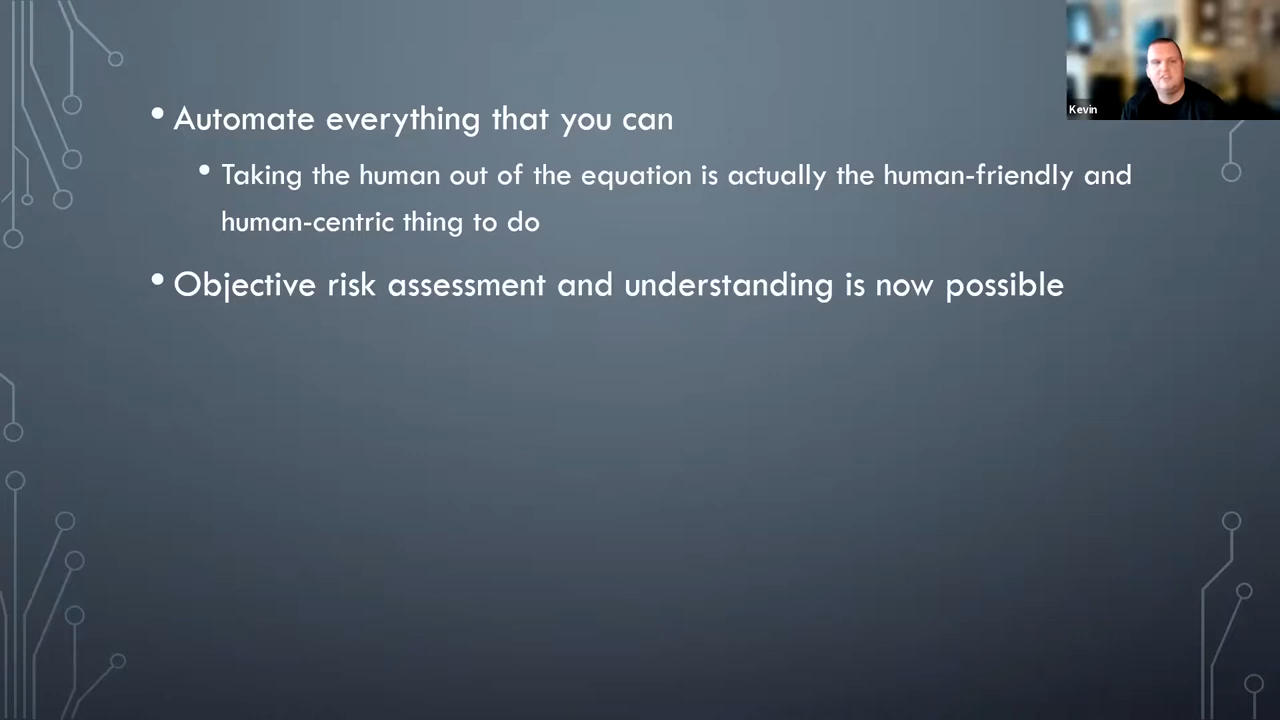 • Automate everything that you can
• Taking the human out of the equation is actually the human-friendly and
human-centric thing to do
• Objective risk assessment and understanding is now possible
Kevin